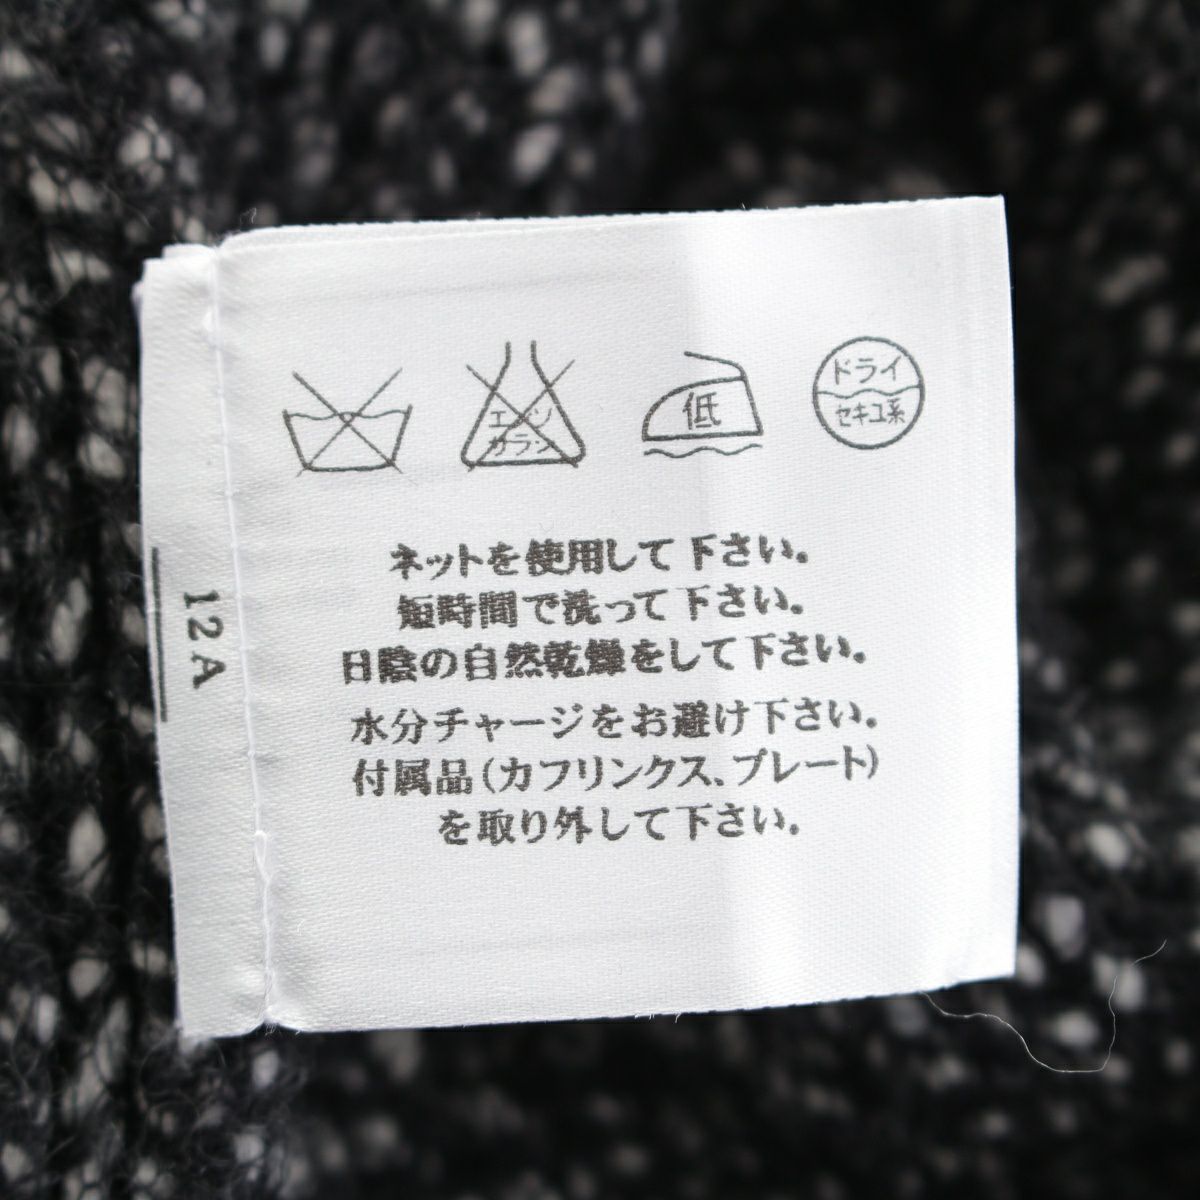 エンソ
サラシ
低
ドライ
セキユ系
ネットを使用して下さい。
短時間で洗って下さい。
日陰の自然乾燥をして下さい。
水分チャージをお避け下さい。
付属品(カフリンクス、プレート)
を取り外して下さい。
12A